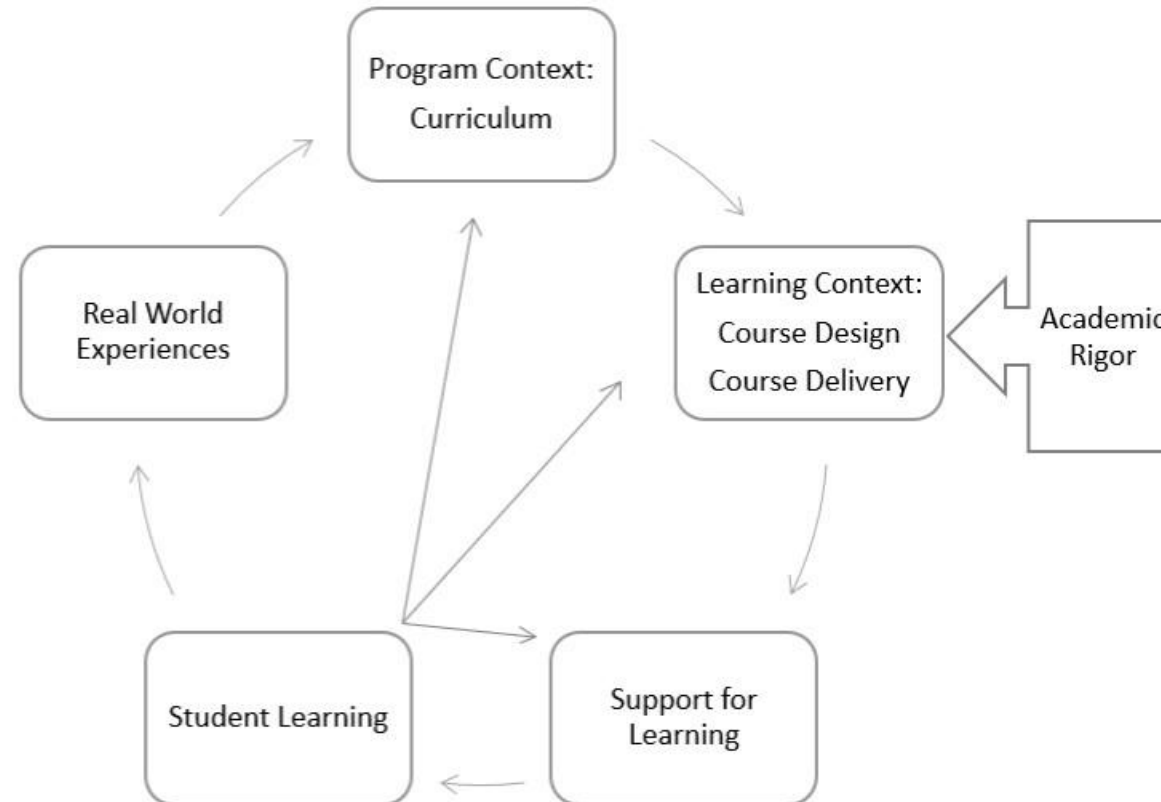 Program Context:
Curriculum
Learning Context:
Course Design
Course Delivery
Academic
Rigor
Real World
Experiences
Student Learning
Support for
Learning